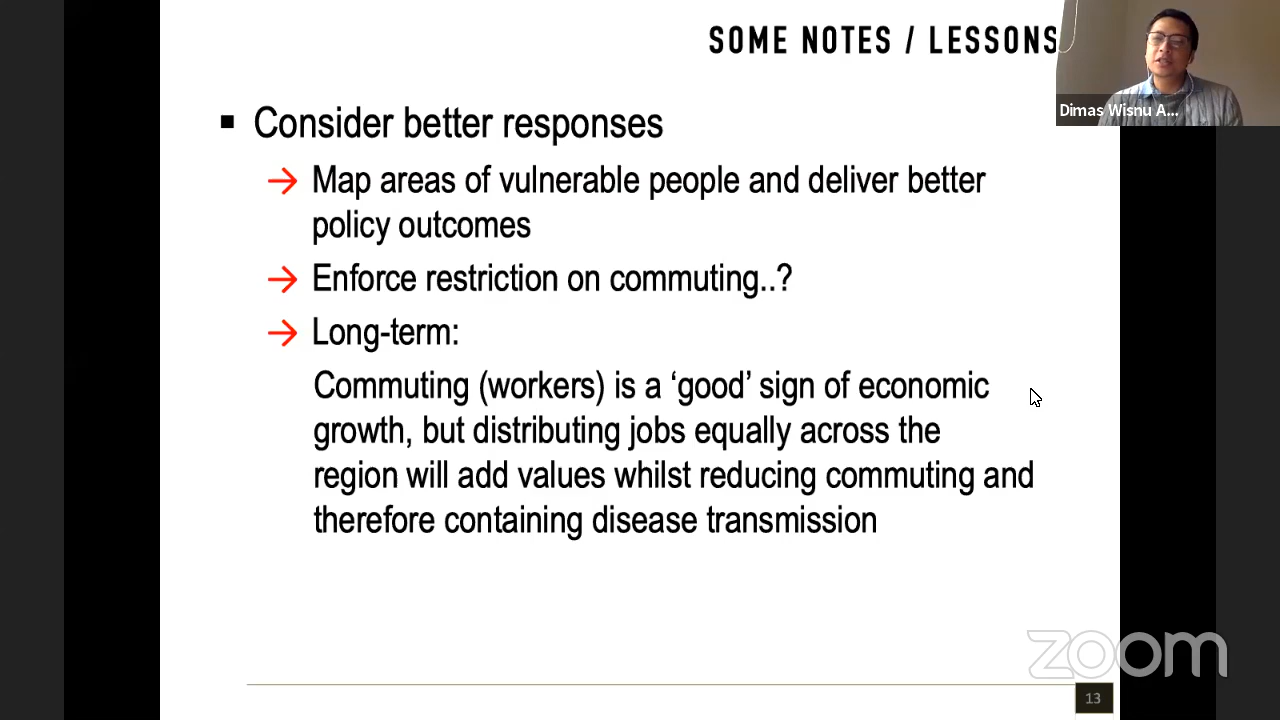 SOME NOTES / LESSONS
Dimas Wisnu A...
▪ Consider better responses
→ Map areas of vulnerable people and deliver better
policy outcomes
→ Enforce restriction on commuting..?
→ Long-term:
Commuting (workers) is a ‘good’ sign of economic
growth, but distributing jobs equally across the
region will add values whilst reducing commuting and
therefore containing disease transmission
zoom
13